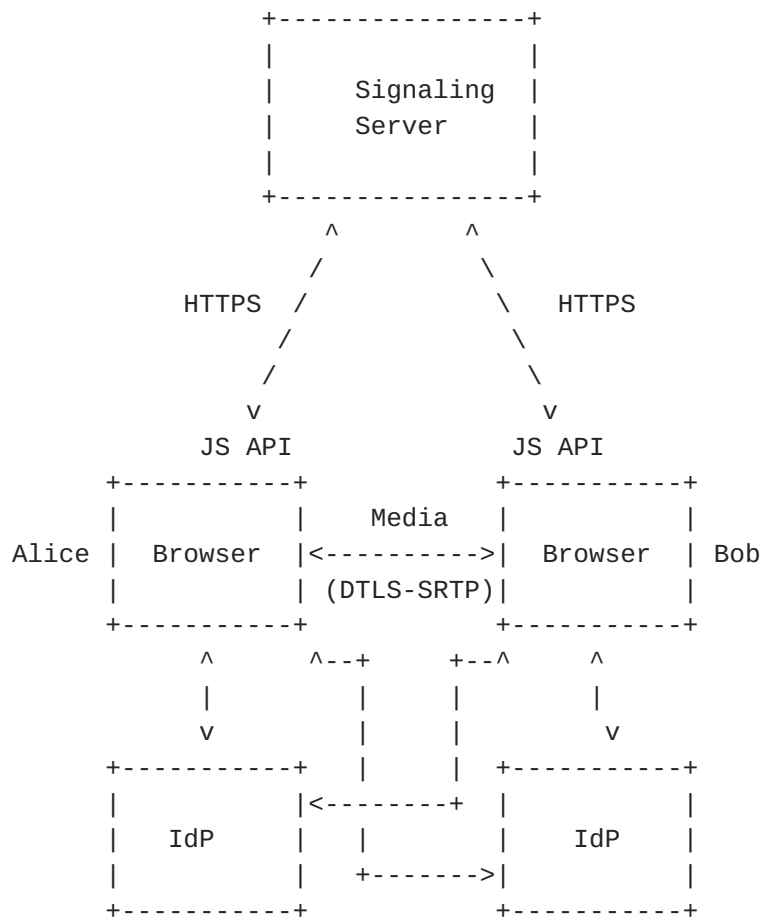 Signaling
Server
HTTPS HTTPS
JS API JS API
Media
Alice Browser Browser Bob
(DTLS-SRTP)
IdP IdP